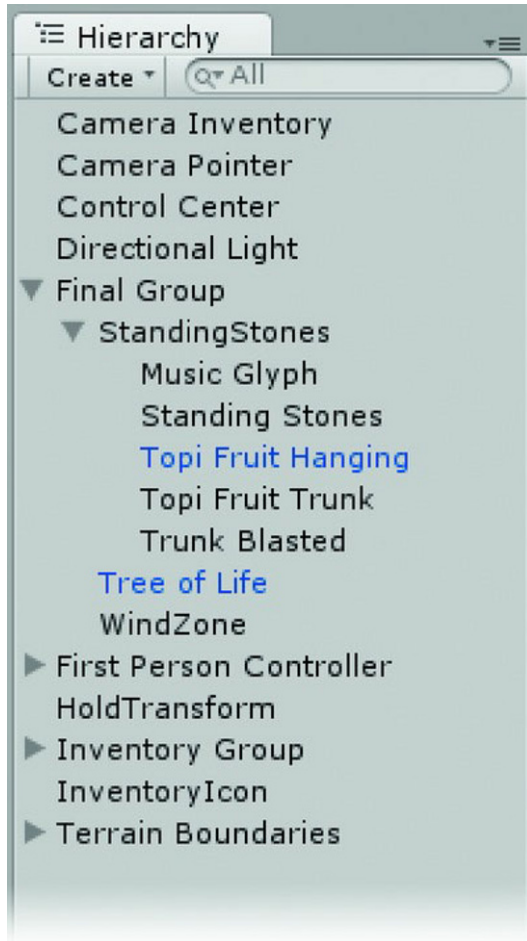 Hierarchy
Create All
Camera Inventory
Camera Pointer
Control Center
Directional Light
Final Group
StandingStones
Music Glyph
Standing Stones
Topi Fruit Hanging
Topi Fruit Trunk
Trunk Blasted
Tree of Life
WindZone
First Person Controller
HoldTransform
Inventory Group
InventoryIcon
Terrain Boundaries